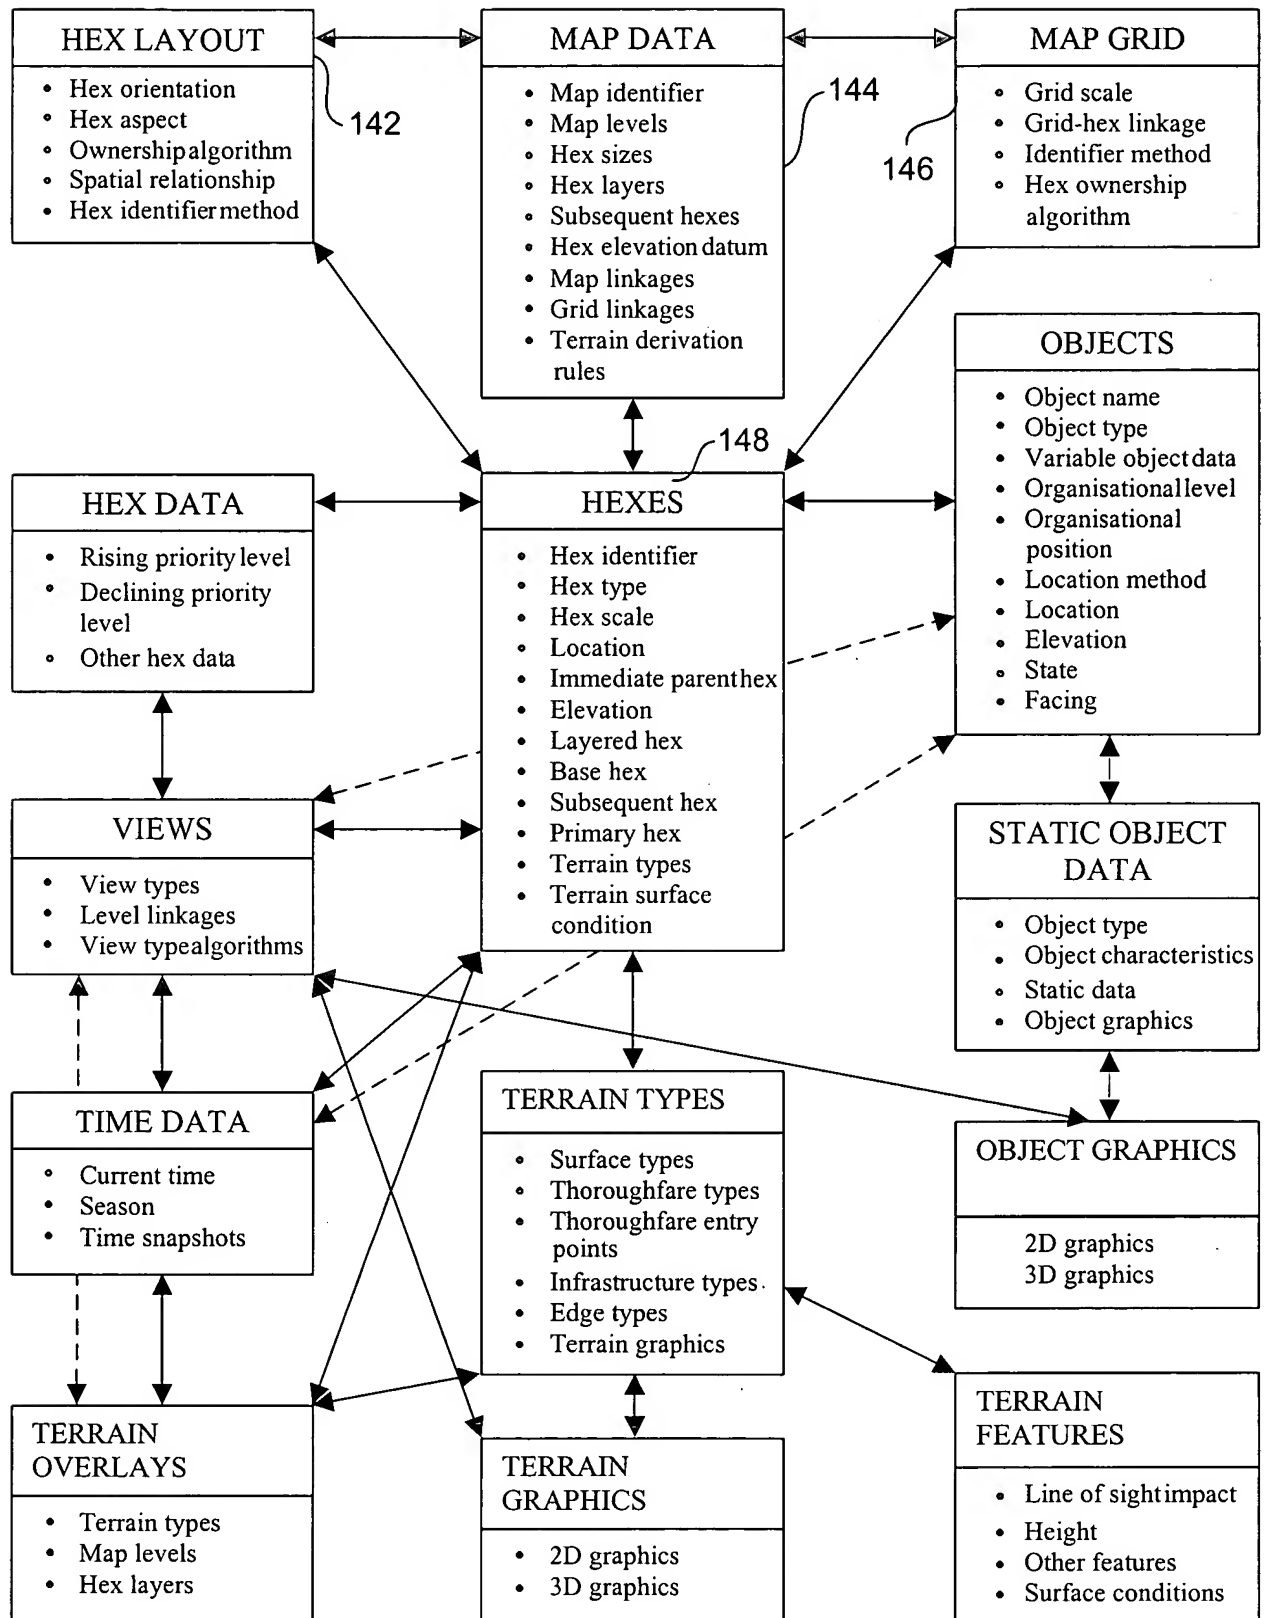 HEX LAYOUT
• Hex orientation
• Hex aspect
• Ownership algorithm
• Spatial relationship
• Hex identifier method
142
MAP DATA
• Map identifier
• Map levels
• Hex sizes
• Hex layers
• Subsequent hexes
• Hex elevation datum
• Map linkages
• Grid linkages
• Terrain derivation
rules
144
MAP GRID
• Grid scale
• Grid-hex linkage
• Identifier method
• Hex ownership
algorithm
146
OBJECTS
• Object name
• Object type
• Variable object data
• Organisational level
• Organisational
position
• Location method
• Location
• Elevation
• State
• Facing
148
HEX DATA
• Rising priority level
• Declining priority
level
• Other hex data
HEXES
• Hex identifier
• Hex type
• Hex scale
• Location
• Immediate parent hex
• Elevation
• Layered hex
• Base hex
• Subsequent hex
• Primary hex
• Terrain types
• Terrain surface
condition
VIEWS
• View types
• Level linkages
• View type algorithms
STATIC OBJECT
DATA
• Object type
• Object characteristics
• Static data
• Object graphics
TIME DATA
• Current time
• Season
• Time snapshots
TERRAIN TYPES
• Surface types
• Thoroughfare types
• Thoroughfare entry
points
• Infrastructure types
• Edge types
• Terrain graphics
OBJECT GRAPHICS
2D graphics
3D graphics
TERRAIN
OVERLAYS
• Terrain types
• Map levels
• Hex layers
TERRAIN
GRAPHICS
• 2D graphics
• 3D graphics
TERRAIN
FEATURES
• Line of sight impact
• Height
• Other features
• Surface conditions